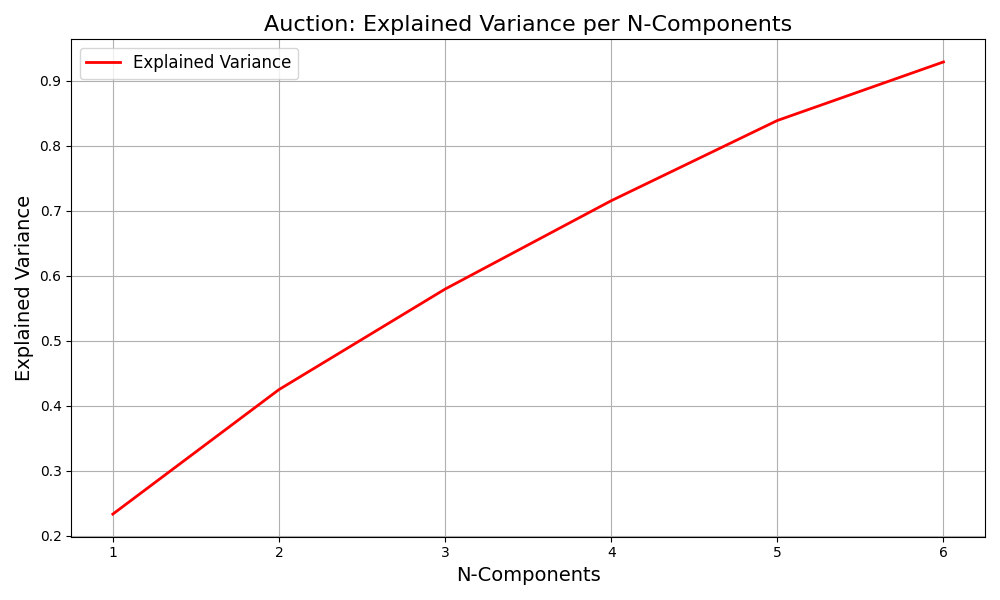 Auction: Explained Variance per N-Components
Explained Variance
Explained Variance
0.9
0.8
0.7
0.6
0.5
0.4
0.3
0.2
1 2 3 4 5 6
N-Components